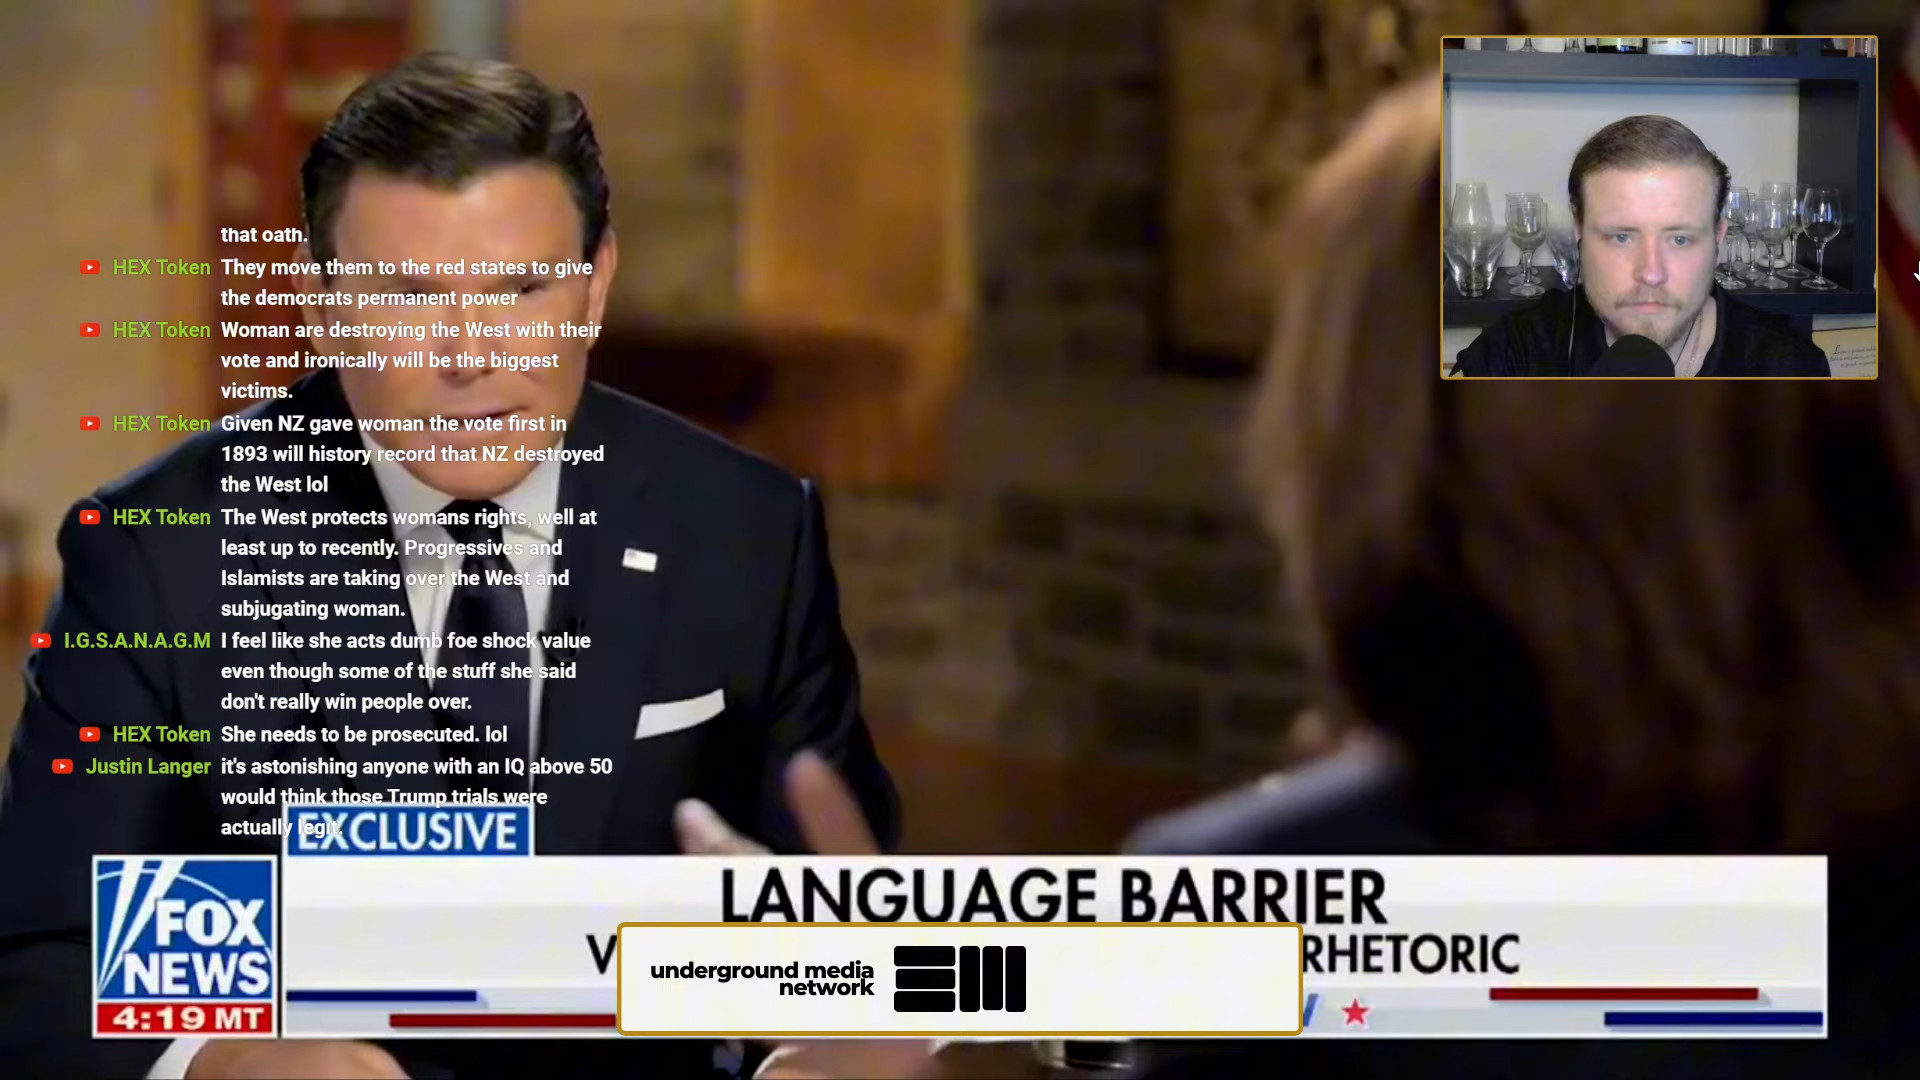 that oath.
HEX Token They move them to the red states to give
the democrats permanent power
HEX Token Woman are destroying the West with their
vote and ironically will be the biggest
victims.
HEX Token Given NZ gave woman the vote first in
1893 will history record that NZ destroyed
the West lol
HEX Token The West protects womans rights, well at
least up to recently. Progressives and
Islamists are taking over the West and
subjugating woman.
I.G.S.A.N.A.G.M I feel like she acts dumb foe shock value
even though some of the stuff she said
don't really win people over.
HEX Token She needs to be prosecuted. lol
Justin Langer it's astonishing anyone with an IQ above 50
would think those Trump trials were
actually legit.
EXCLUSIVE
LANGUAGE BARRIER
V RHETORIC
FOX
NEWS
4:19 MT
underground media
network